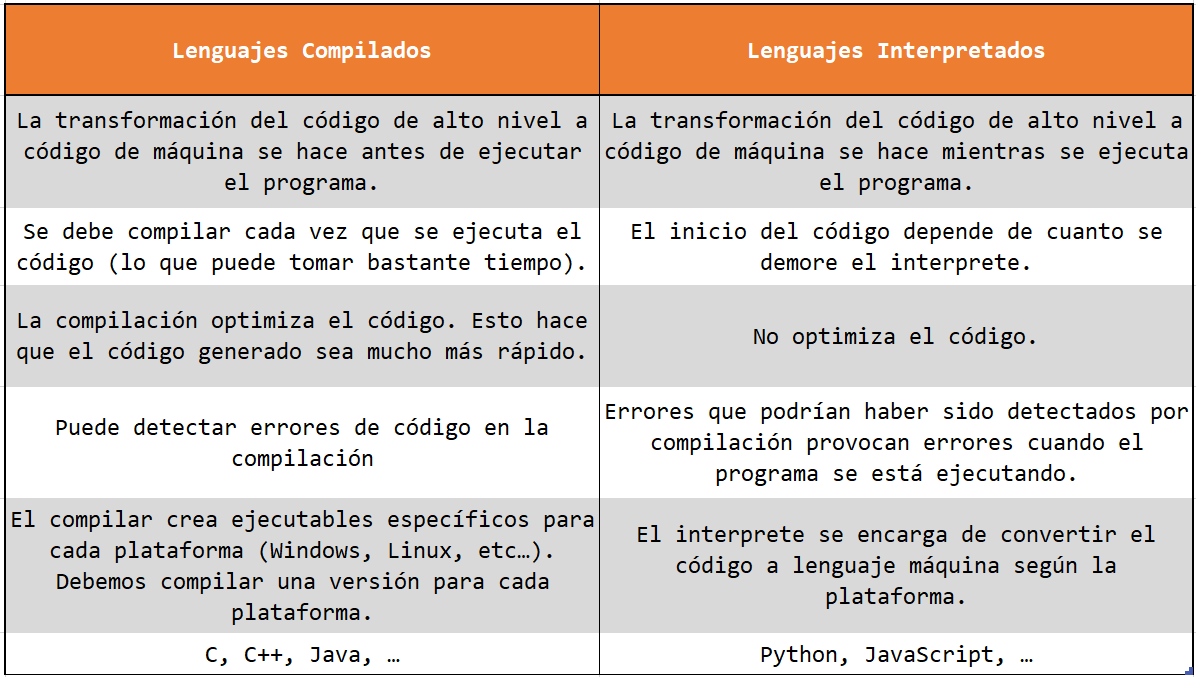 Lenguajes Compilados
Lenguajes Interpretados
La transformación del código de alto nivel a
código de máquina se hace antes de ejecutar
el programa.
La transformación del código de alto nivel a
código de máquina se hace mientras se ejecuta
el programa.
Se debe compilar cada vez que se ejecuta el
código (lo que puede tomar bastante tiempo).
El inicio del código depende de cuanto se
demore el interprete.
La compilación optimiza el código. Esto hace
que el código generado sea mucho más rápido.
No optimiza el código.
Puede detectar errores de código en la
compilación
Errores que podrían haber sido detectados por
compilación provocan errores cuando el
programa se está ejecutando.
El compilar crea ejecutables específicos para
cada plataforma (Windows, Linux, etc…).
Debemos compilar una versión para cada
plataforma.
El interprete se encarga de convertir el
código a lenguaje máquina según la
plataforma.
C, C++, Java, …
Python, JavaScript, …